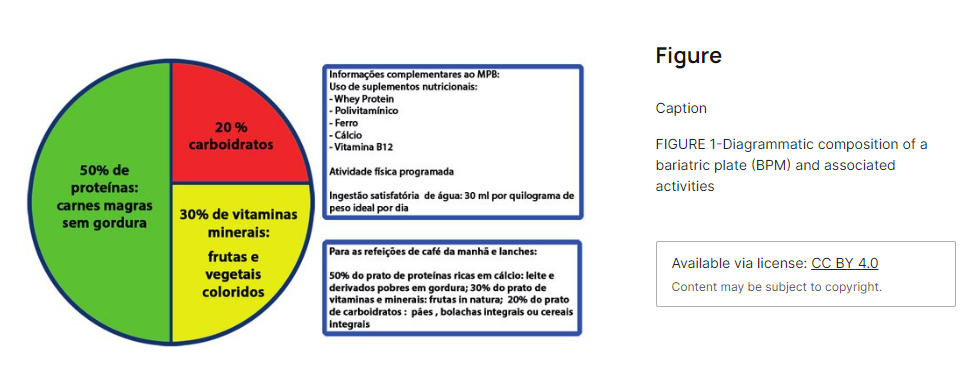 50% de
proteínas:
carnes magras
sem gordura
20 %
carboidratos
30% de vitaminas
minerais:
frutas e
vegetais
coloridos
Informações complementares ao MPB:
Uso de suplementos nutricionais:
- Whey Protein
- Polivitamínico
- Ferro
- Cálcio
- Vitamina B12
Atividade física programada
Ingestão satisfatória de água: 30 ml por quilograma de
peso ideal por dia
Para as refeições de café da manhã e lanches:
50% do prato de proteínas ricas em cálcio: leite e
derivados pobres em gordura; 30% do prato de
vitaminas e minerais: frutas in natura; 20% do prato
de carboidratos : pães , bolachas integrais ou cereais
integrais
Figure
Caption
FIGURE 1-Diagrammatic composition of a
bariatric plate (BPM) and associated
activities
Available via license: CC BY 4.0
Content may be subject to copyright.